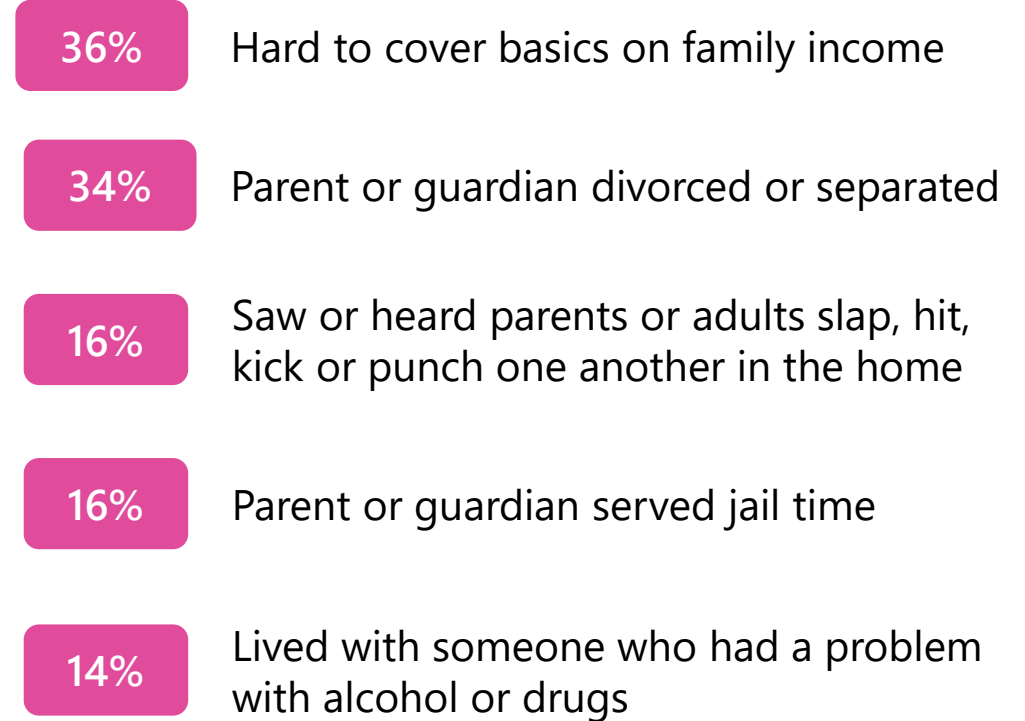 36% Hard to cover basics on family income
34% Parent or guardian divorced or separated
16% Saw or heard parents or adults slap, hit,
kick or punch one another in the home
16% Parent or guardian served jail time
14% Lived with someone who had a problem
with alcohol or drugs